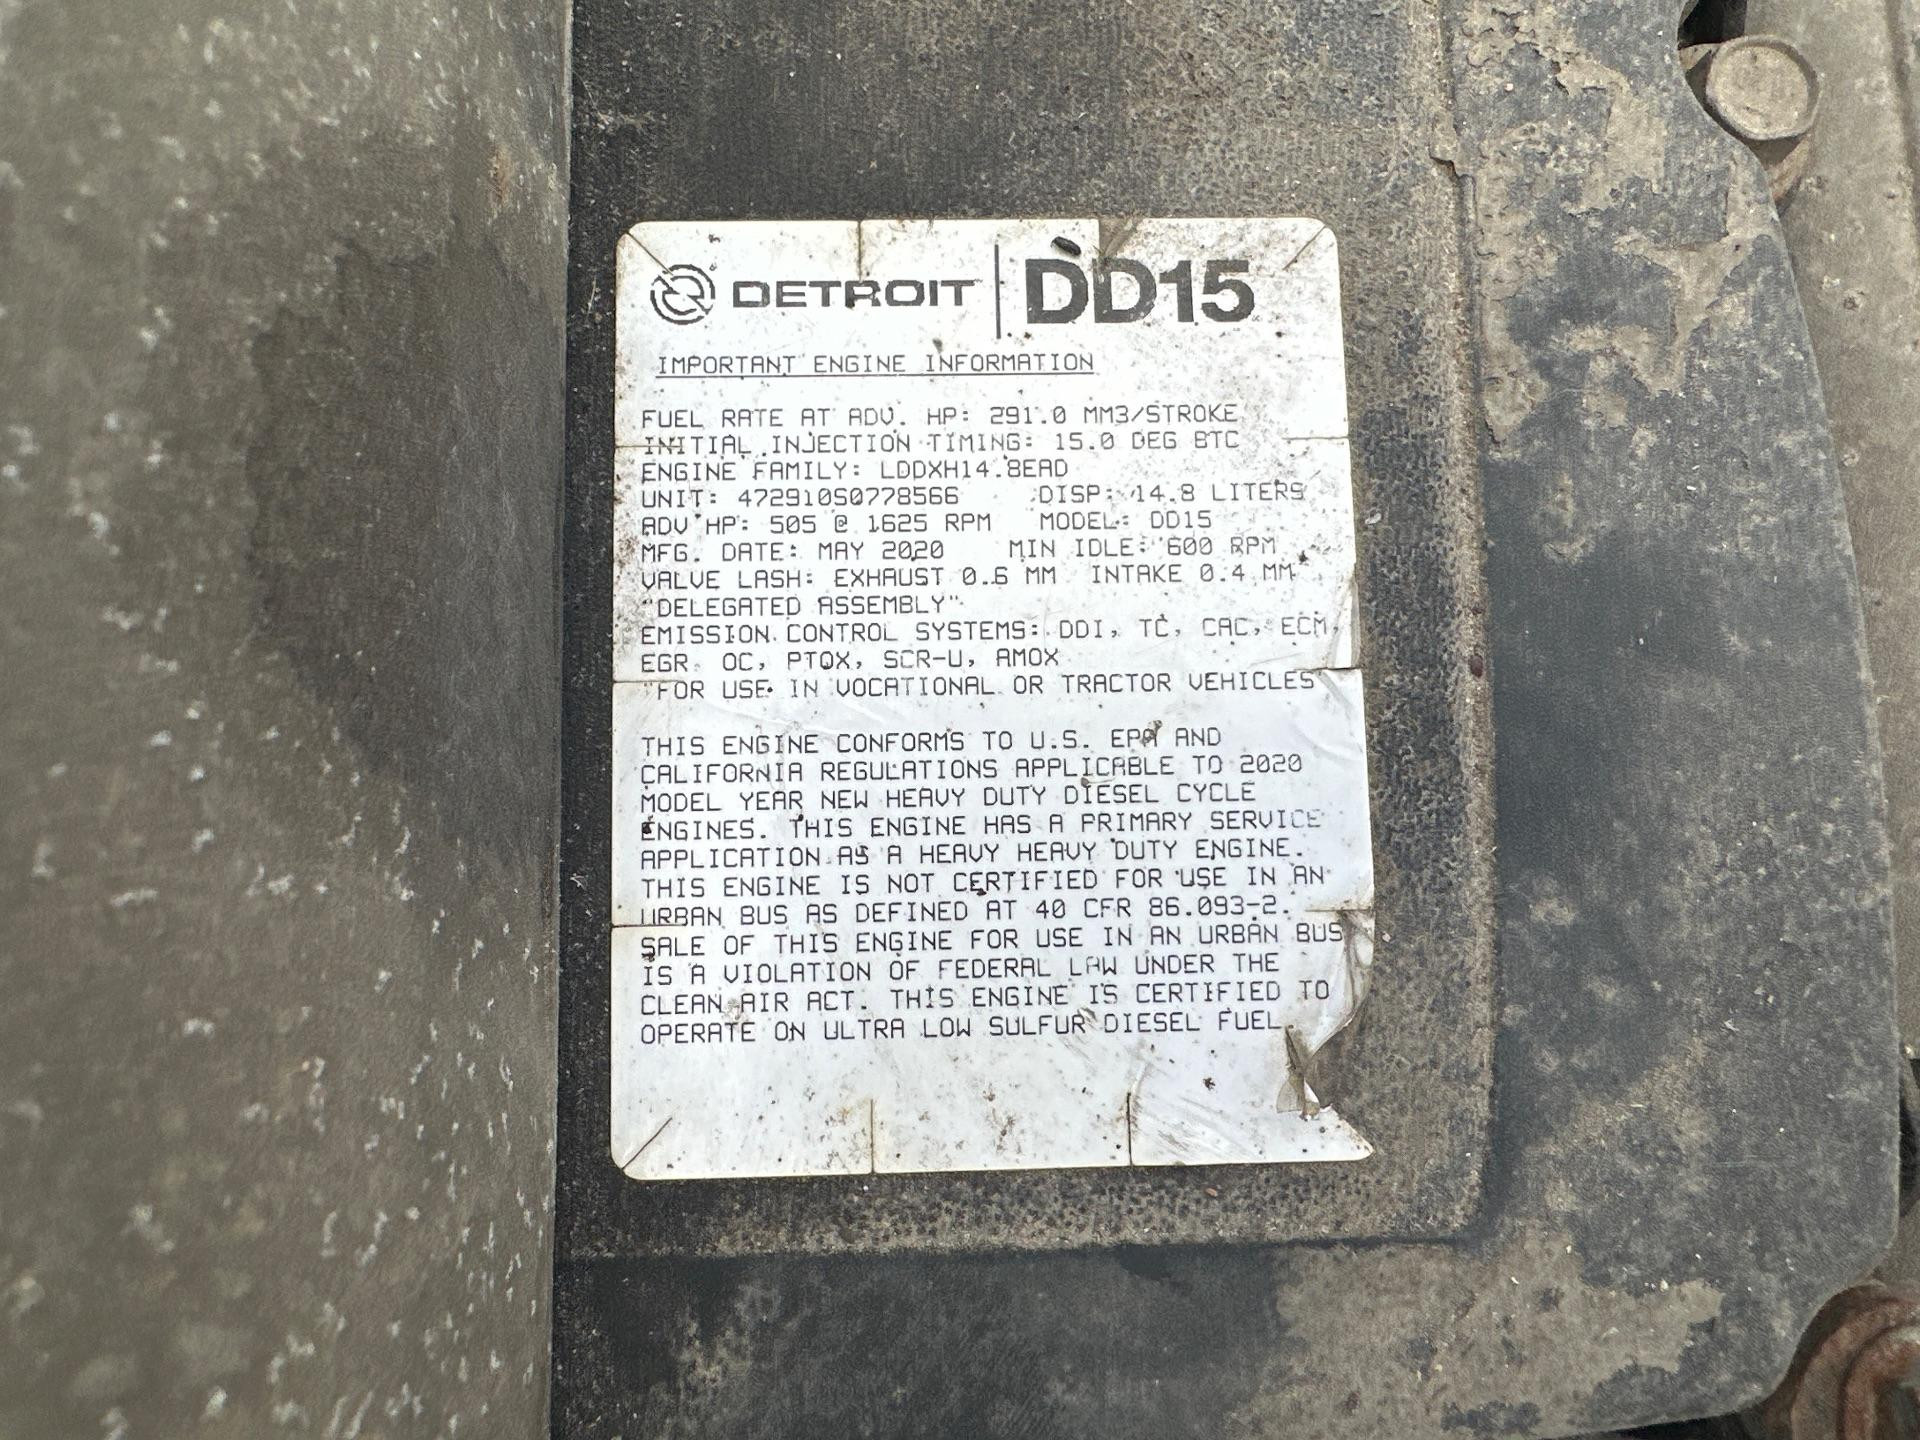 DETROIT | DD15
IMPORTANT ENGINE INFORMATION
FUEL RATE AT ADV. HP: 291.0 MM3/STROKE
INITIAL INJECTION TIMING: 15.0 DEG BTC
ENGINE FAMILY: LDDXH14.8EAD
UNIT: 472910S0778566 DISP: 14.8 LITERS
ADV HP: 505 @ 1625 RPM MODEL: DD15
MFG. DATE: MAY 2020 MIN IDLE: 600 RPM
VALVE LASH: EXHAUST 0.6 MM INTAKE 0.4 MM
"DELEGATED ASSEMBLY"
EMISSION CONTROL SYSTEMS: DDI, TC, CAC, ECM,
EGR, OC, PTOX, SCR-U, AMOX
"FOR USE IN VOCATIONAL OR TRACTOR VEHICLES"
THIS ENGINE CONFORMS TO U.S. EPA AND
CALIFORNIA REGULATIONS APPLICABLE TO 2020
MODEL YEAR NEW HEAVY DUTY DIESEL CYCLE
ENGINES. THIS ENGINE HAS A PRIMARY SERVICE
APPLICATION AS A HEAVY HEAVY DUTY ENGINE.
THIS ENGINE IS NOT CERTIFIED FOR USE IN AN
URBAN BUS AS DEFINED AT 40 CFR 86.093-2.
SALE OF THIS ENGINE FOR USE IN AN URBAN BUS
IS A VIOLATION OF FEDERAL LAW UNDER THE
CLEAN AIR ACT. THIS ENGINE IS CERTIFIED TO
OPERATE ON ULTRA LOW SULFUR DIESEL FUEL.